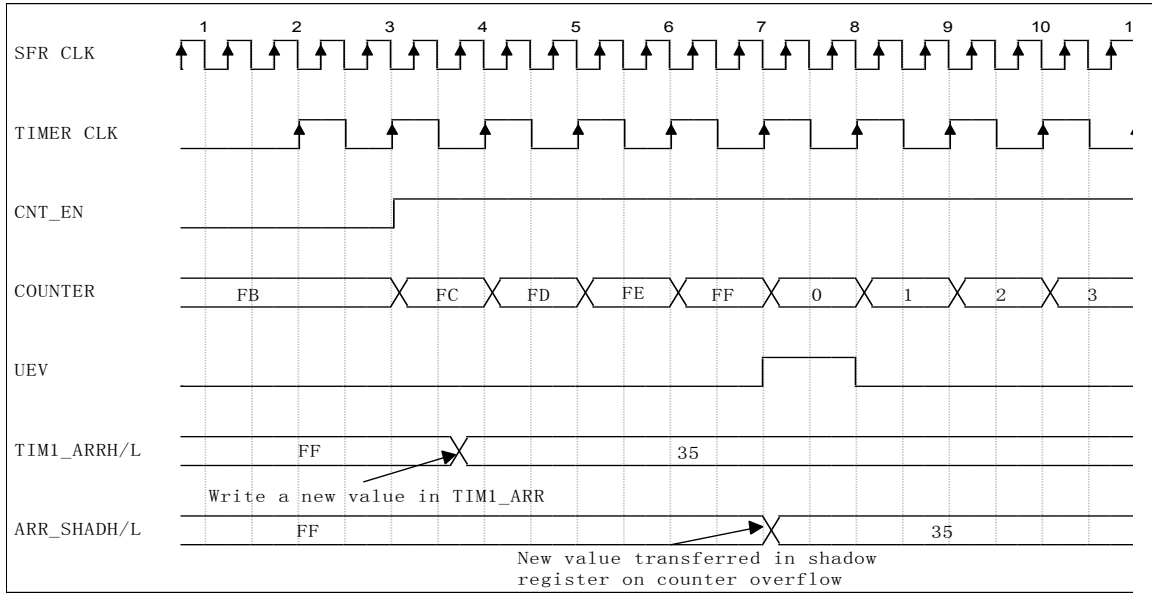 1 2 3 4 5 6 7 8 9 10 1
SFR CLK
TIMER CLK
CNT_EN
COUNTER FB FC FD FE FF 0 1 2 3
UEV
TIM1_ARRH/L FF 35
Write a new value in TIM1_ARR
ARR_SHADH/L FF 35
New value transferred in shadow
register on counter overflow